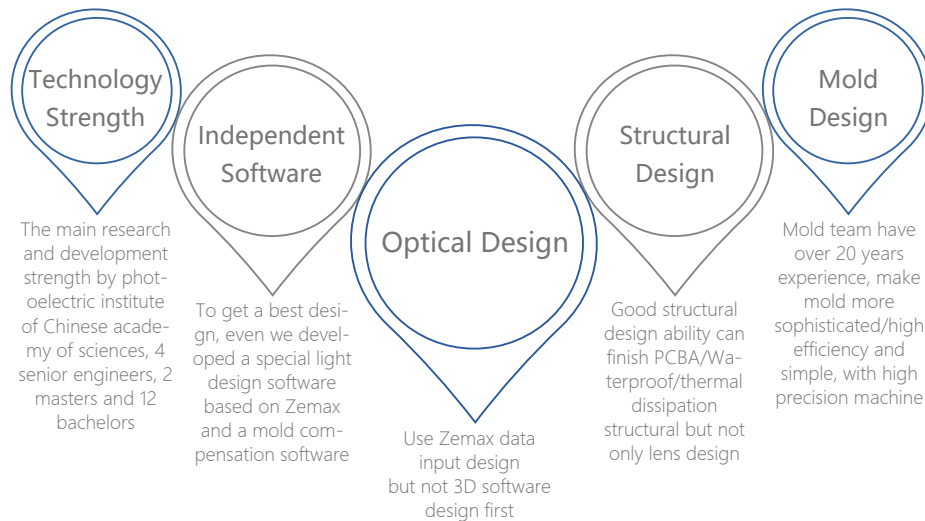 Technology
Strength
The main research
and development
strength by phot-
oelectric institute
of Chinese acade-
my of sciences, 4
senior engineers, 2
masters and 12
bachelors
Independent
Software
To get a best desi-
gn, even we devel-
oped a special light
design software
based on Zemax
and a mold com-
pensation software
Optical Design
Use Zemax data
input design
but not 3D software
design first
Structural
Design
Good structural
design ability can
finish PCBA/Wa-
terproof/thermal
dissipation
structural but not
only lens design
Mold
Design
Mold team have
over 20 years
experience, make
mold more
sophisticated/high
efficiency and
simple, with high
precision machine